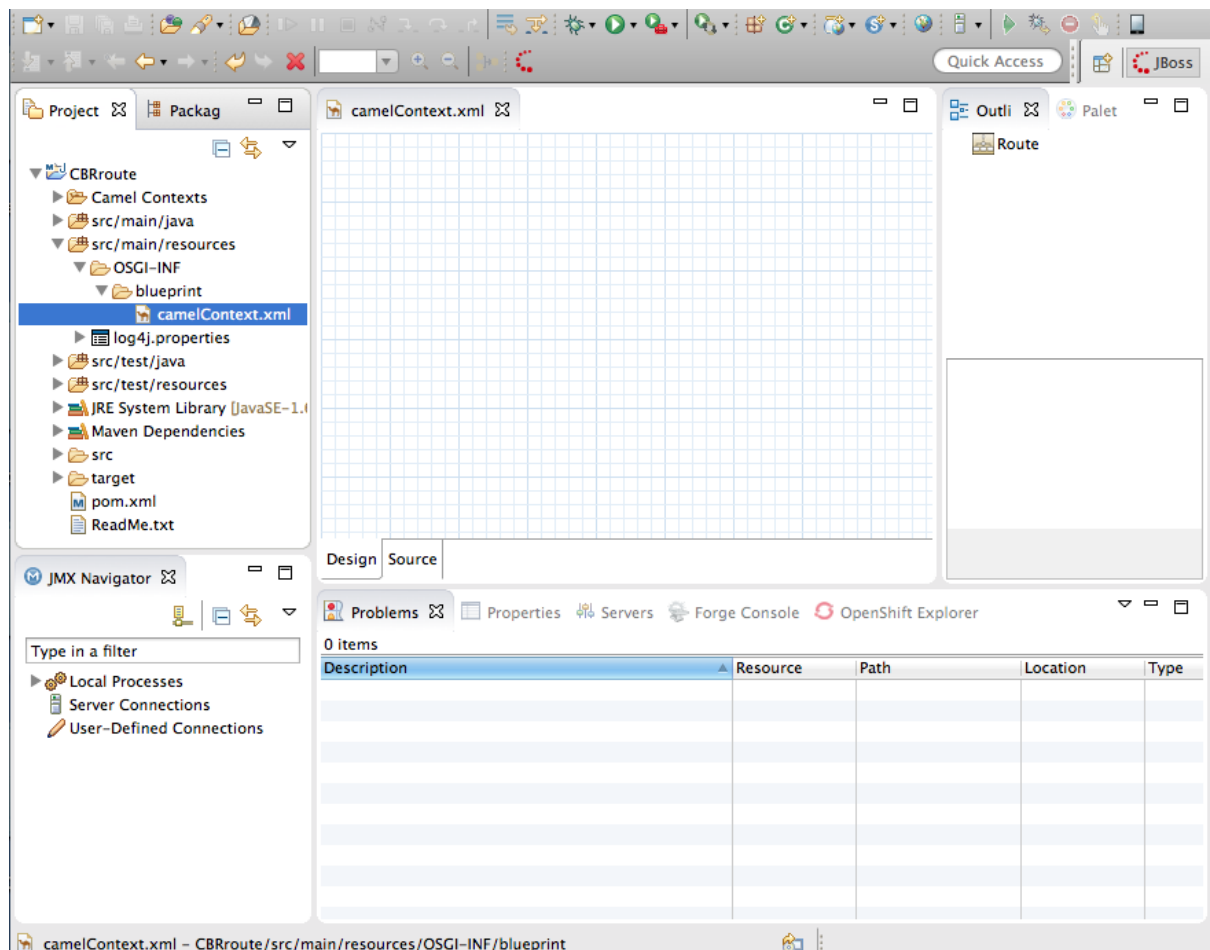 Quick Access
JBoss
Project
Packag
camelContext.xml
Outli
Palet
Route
CBRroute
Camel Contexts
src/main/java
src/main/resources
OSGI-INF
blueprint
camelContext.xml
log4j.properties
src/test/java
src/test/resources
JRE System Library [JavaSE-1.
Maven Dependencies
src
target
pom.xml
ReadMe.txt
Design
Source
JMX Navigator
Type in a filter
Local Processes
Server Connections
User-Defined Connections
Problems
Properties
Servers
Forge Console
OpenShift Explorer
0 items
Description
Resource
Path
Location
Type
camelContext.xml - CBRroute/src/main/resources/OSGI-INF/blueprint